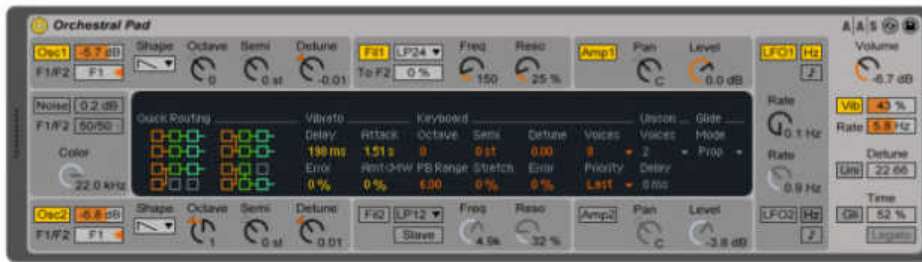 Orchestral Pad
AAS
Osc1 -5.7 dB Shape Octave Semi Detune Fil1 LP24 Freq Reso Amp1 Pan Level LFO1 Hz Volume
F1/F2 F1 0 0 st -0.01 To F2 0 % 150 25 % C 0.0 dB -6.7 dB
Noise 0.2 dB Quick Routing Vibrato Keyboard Unison Glide Rate Vib 43 %
F1/F2 50/50 Delay Attack Octave Semi Detune Voices Voices Mode 0.1 Hz Rate 5.8 Hz
Color 198 ms 1.51 s 0 0 st 0.00 8 2 Prop Rate Detune
22.0 kHz Error Amt<MW PB Range Stretch Error Priority Delay Uni 22.66
0 % 0 % 6.00 0 % 0 % Last 0 ms 0.9 Hz Time
Osc2 -6.8 dB Shape Octave Semi Detune Fil2 LP12 Freq Reso Amp2 Pan Level LFO2 Hz Gli 52 %
F1/F2 F1 1 0 st 0.01 Slave 4.9k 32 % C -3.8 dB Legato